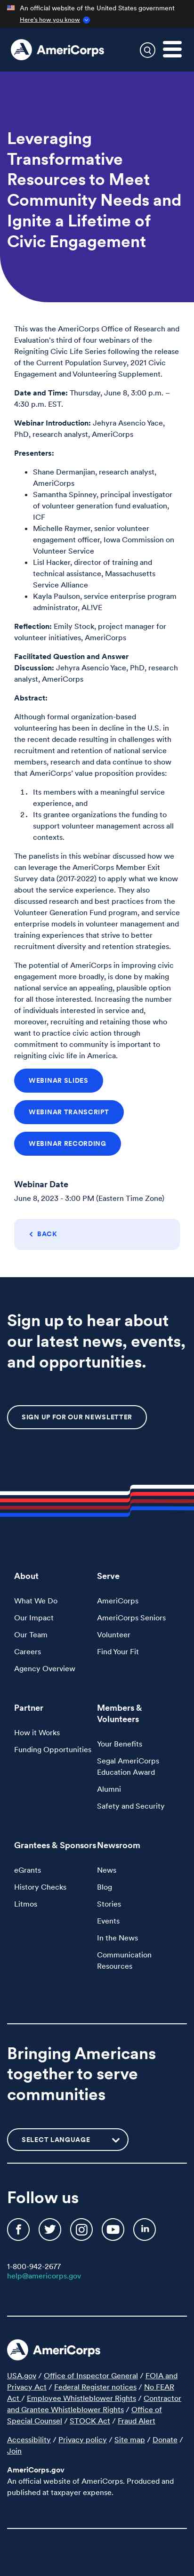 An official website of the United States government
Here's how you know
AmeriCorps
Leveraging
Transformative
Resources to Meet
Community Needs and
Ignite a Lifetime of
Civic Engagement
This was the AmeriCorps Office of Research and
Evaluation's third of four webinars of the
Reigniting Civic Life Series following the release
of the Current Population Survey, 2021 Civic
Engagement and Volunteering Supplement.
Date and Time: Thursday, June 8, 3:00 p.m. –
4:30 p.m. EST.
Webinar Introduction: Jehyra Asencio Yace,
PhD, research analyst, AmeriCorps
Presenters:
• Shane Dermanjian, research analyst,
AmeriCorps
• Samantha Spinney, principal investigator
of volunteer generation fund evaluation,
ICF
• Michelle Raymer, senior volunteer
engagement officer, Iowa Commission on
Volunteer Service
• LisI Hacker, director of training and
technical assistance, Massachusetts
Service Alliance
• Kayla Paulson, service enterprise program
administrator, AL!VE
Reflection: Emily Stock, project manager for
volunteer initiatives, AmeriCorps
Facilitated Question and Answer
Discussion: Jehyra Asencio Yace, PhD, research
analyst, AmeriCorps
Abstract:
Although formal organization-based
volunteering has been in decline in the U.S. in
the recent decade resulting in challenges with
recruitment and retention of national service
members, research and data continue to show
that AmeriCorps' value proposition provides:
1. Its members with a meaningful service
experience, and
2. Its grantees the organizations funding to
support volunteer management across all
contexts.
The panelists in this webinar discussed how we
can leverage the AmeriCorps Member Exit
Survey data (2017-2022) to apply what we know
about the service experience. They also
discussed research and best practices from the
Volunteer Generation Fund program, and service
enterprise models in volunteer management from
training experiences that strive to improve
recruitment diversity and retention strategies.
The potential of AmeriCorps in improving civic
engagement more broadly, is done by making
national service an appealing, plausible option
for all those interested. Increasing the number
of individuals interested in service and,
moreover, recruiting and retaining those who
want to practice civic action in their own
community, is instrumental to impact of
reigniting civic life in America.
WEBINAR SLIDES
WEBINAR TRANSCRIPT
WEBINAR RECORDING
Webinar Date
June 8, 2023 - 3:00 PM (Eastern Time Zone)
BACK
Sign up to hear about
our latest news, events,
and opportunities.
SIGN UP FOR OUR NEWSLETTER
About
What We Do
Our Impact
Our Team
Careers
Agency Overview
Serve
AmeriCorps
AmeriCorps Seniors
Volunteer
Find Your Fit
Partner
How it Works
Funding Opportunities
Members &
Volunteers
Your Benefits
Segal AmeriCorps
Education Award
Alumni
Safety and Security
Grantees & Sponsors
eGrants
History Checks
Litmos
Newsroom
News
Blog
Stories
Events
In the News
Communication
Resources
Bringing Americans
together to serve
communities
SELECT LANGUAGE
Follow us
1-800-942-2677
help@americorps.gov
AmeriCorps
USA.gov / Office of Inspector General / FOIA and
Privacy Act / Federal Register notices / No FEAR
Act / Employee Whistleblower Rights / Contractor
and Grantee Whistleblower Rights / Office of
Special Counsel / STOCK Act / Fraud Alert
Accessibility / Privacy policy / Site map / Donate /
Join
AmeriCorps.gov
An official website of AmeriCorps. Produced and
published at taxpayer expense.